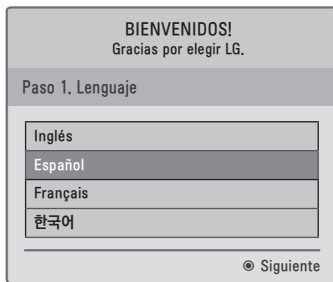 BIENVENIDOS!
Gracias por elegir LG.
Paso 1. Lenguaje
Inglés
Español
Français
한국어
◉ Siguiente